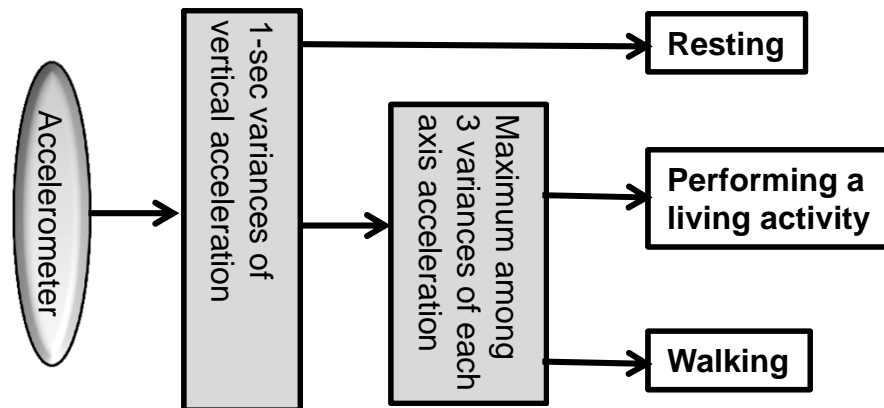 Accelerometer
1-sec variances of
vertical acceleration
Maximum among
3 variances of each
axis acceleration
Resting
Performing a
living activity
Walking